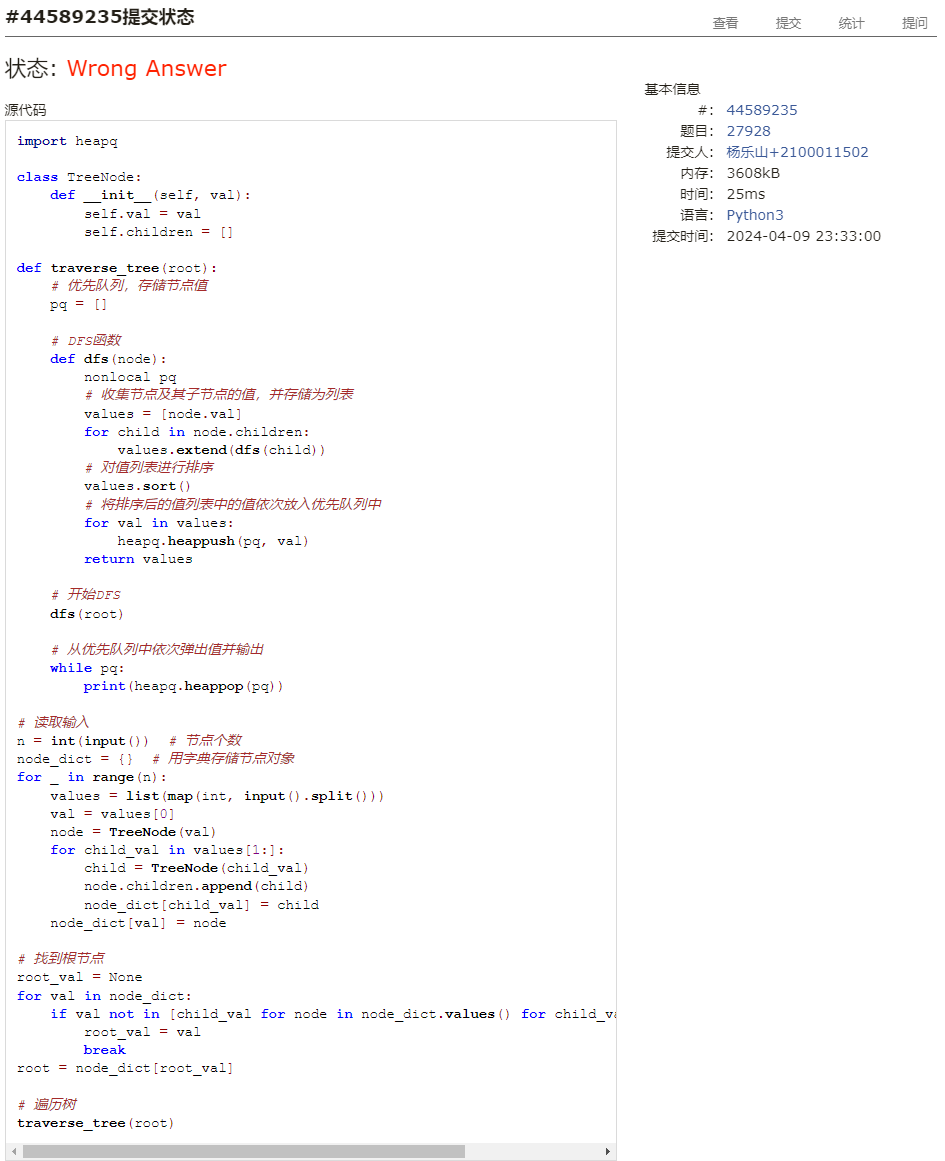 #44589235提交状态
查看 提交 统计 提问
状态: Wrong Answer
源代码
import heapq
class TreeNode:
    def __init__(self, val):
        self.val = val
        self.children = []
def traverse_tree(root):
    # 优先队列，存储节点值
    pq = []
    # DFS函数
    def dfs(node):
        nonlocal pq
        # 收集节点及其子节点的值，并存储为列表
        values = [node.val]
        for child in node.children:
            values.extend(dfs(child))
        # 对值列表进行排序
        values.sort()
        # 将排序后的值列表中的值依次放入优先队列中
        for val in values:
            heapq.heappush(pq, val)
        return values
    # 开始DFS
    dfs(root)
    # 从优先队列中依次弹出值并输出
    while pq:
        print(heapq.heappop(pq))
# 读取输入
n = int(input())  # 节点个数
node_dict = {}  # 用字典存储节点对象
for _ in range(n):
    values = list(map(int, input().split()))
    val = values[0]
    node = TreeNode(val)
    for child_val in values[1:]:
        child = TreeNode(child_val)
        node.children.append(child)
        node_dict[child_val] = child
    node_dict[val] = node
# 找到根节点
root_val = None
for val in node_dict:
    if val not in [child_val for node in node_dict.values() for
        root_val = val
        break
root = node_dict[root_val]
# 遍历树
traverse_tree(root)
基本信息
#: 44589235
题目: 27928
提交人: 杨乐山+2100011502
内存: 3608kB
时间: 25ms
语言: Python3
提交时间: 2024-04-09 23:33:00